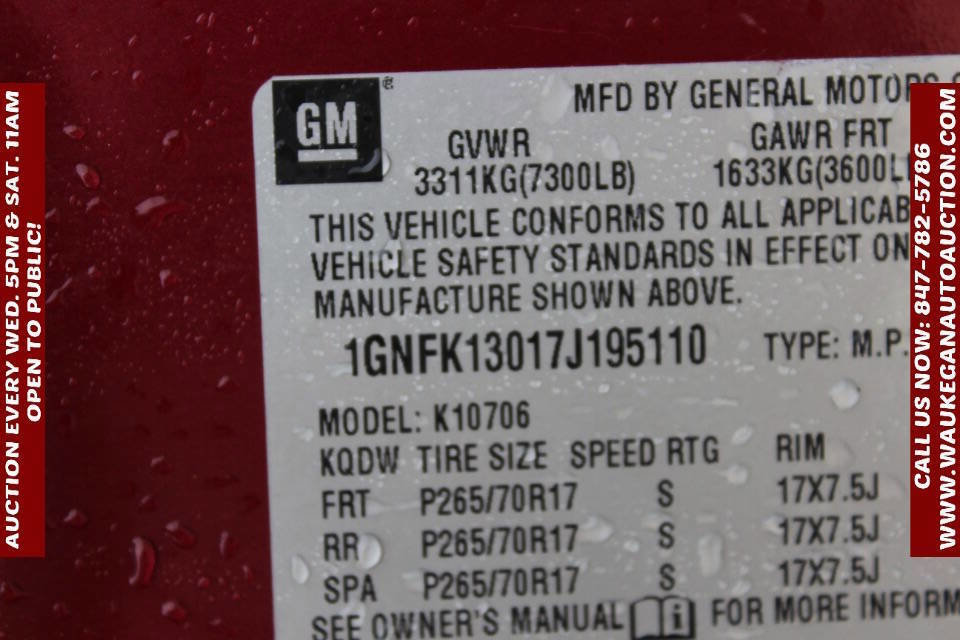 AUCTION EVERY WED. 5PM & SAT. 11AM
OPEN TO PUBLIC!
GM
MFD BY GENERAL MOTORS
GVWR GAWR FRT
3311KG(7300LB) 1633KG(3600L
THIS VEHICLE CONFORMS TO ALL APPLICAB
VEHICLE SAFETY STANDARDS IN EFFECT ON
MANUFACTURE SHOWN ABOVE.
1GNFK13017J195110 TYPE: M.P.
MODEL: K10706
KQDW TIRE SIZE SPEED RTG RIM
FRT P265/70R17 S 17X7.5J
RR P265/70R17 S 17X7.5J
SPA P265/70R17 S 17X7.5J
SEE OWNER'S MANUAL i FOR MORE INFORM
CALL US NOW: 847-782-5786
WWW.WAUKEGANAUTOAUCTION.COM